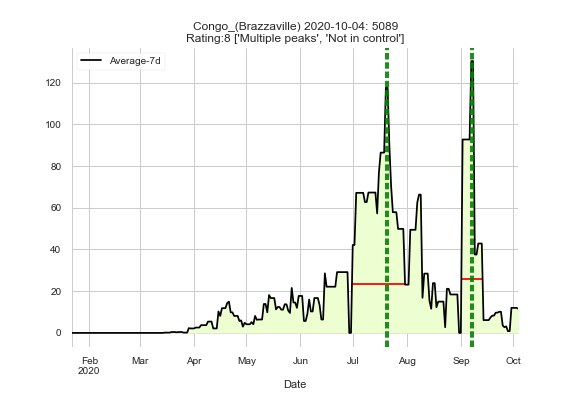 Congo_(Brazzaville) 2020-10-04: 5089
Rating:8 ['Multiple peaks', 'Not in control']
Average-7d
120
100
80
60
40
20
0
Feb Mar Apr May Jun Jul Aug Sep Oct
2020
Date